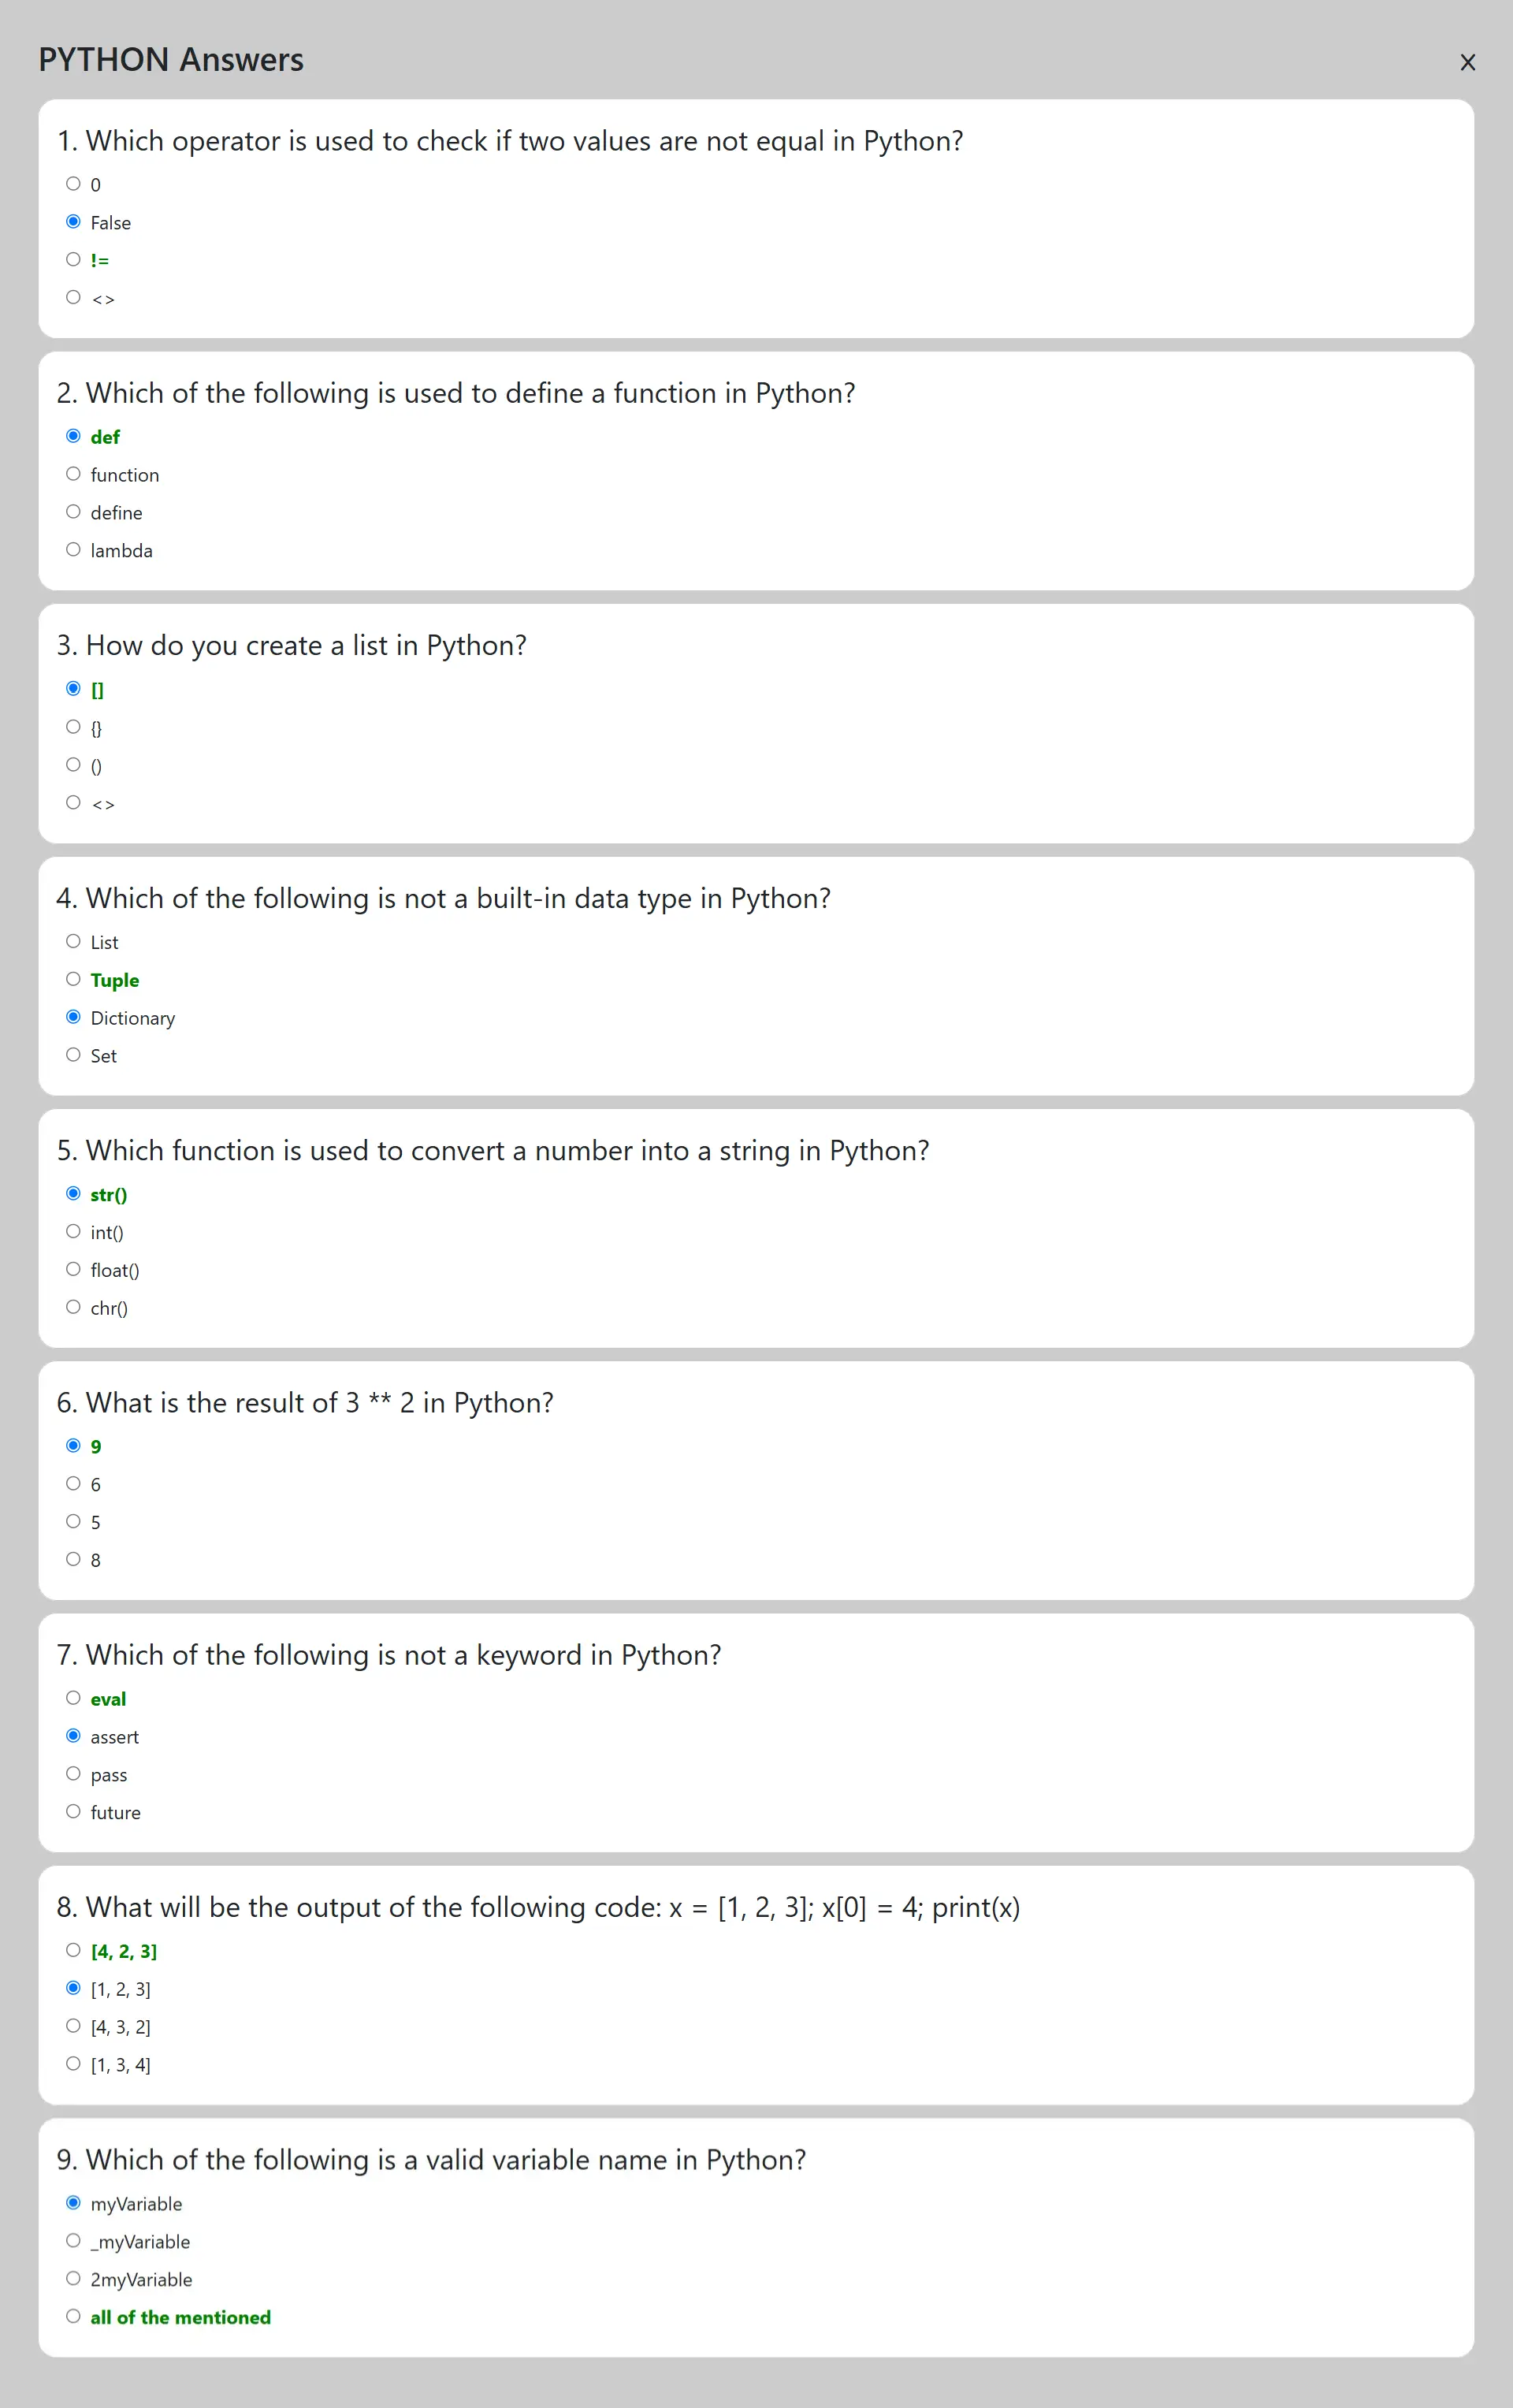 PYTHON Answers
X
1. Which operator is used to check if two values are not equal in Python?
0
False
!=
<>
2. Which of the following is used to define a function in Python?
def
function
define
lambda
3. How do you create a list in Python?
[]
{}
()
<>
4. Which of the following is not a built-in data type in Python?
List
Tuple
Dictionary
Set
5. Which function is used to convert a number into a string in Python?
str()
int()
float()
chr()
6. What is the result of 3 ** 2 in Python?
9
6
5
8
7. Which of the following is not a keyword in Python?
eval
assert
pass
future
8. What will be the output of the following code: x = [1, 2, 3]; x[0] = 4; print(x)
[4, 2, 3]
[1, 2, 3]
[4, 3, 2]
[1, 3, 4]
9. Which of the following is a valid variable name in Python?
myVariable
_myVariable
2myVariable
all of the mentioned